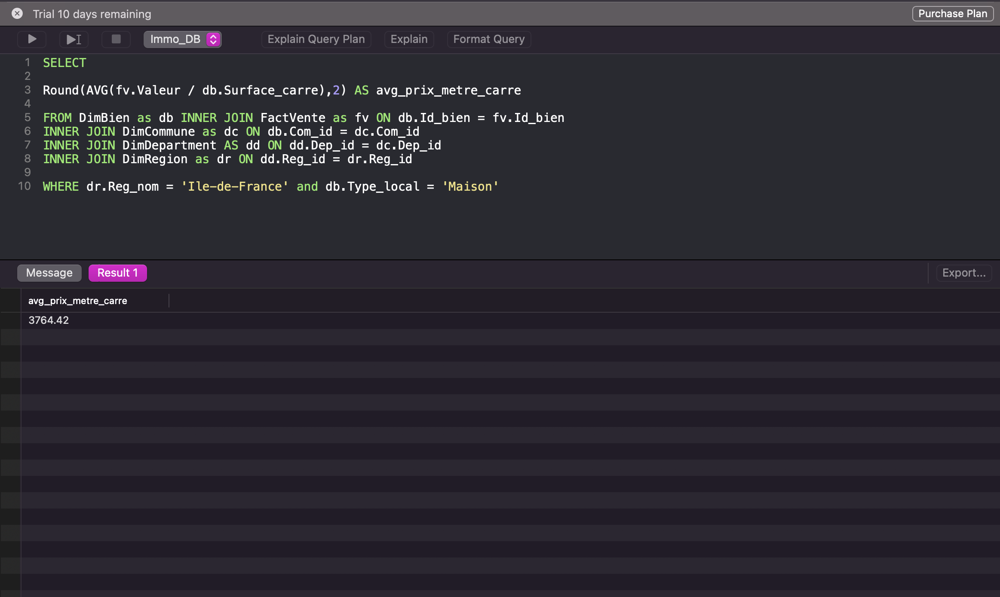 Trial 10 days remaining
Purchase Plan
Immo_DB
Explain Query Plan
Explain
Format Query
1 SELECT
2
3 Round(AVG(fv.Valeur / db.Surface_carre),2) AS avg_prix_metre_carre
4
5 FROM DimBien as db INNER JOIN FactVente as fv ON db.Id_bien = fv.Id_bien
6 INNER JOIN DimCommune as dc ON db.Com_id = dc.Com_id
7 INNER JOIN DimDepartment AS dd ON dd.Dep_id = dc.Dep_id
8 INNER JOIN DimRegion as dr ON dd.Reg_id = dr.Reg_id
9
10 WHERE dr.Reg_nom = 'Ile-de-France' and db.Type_local = 'Maison'
Message
Result 1
Export...
avg_prix_metre_carre
3764.42